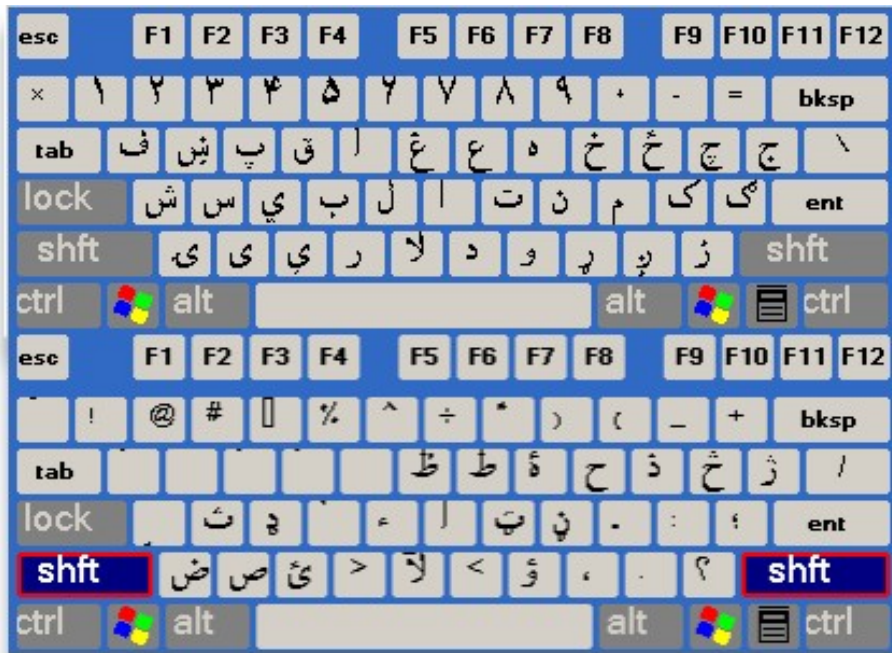 esc F1 F2 F3 F4 F5 F6 F7 F8 F9 F10 F11 F12
× ۱ ۲ ۳ ۴ ۵ ۷ ۸ ۹ - = bksp
tab ف ښ پ ق غ ع ه خ څ چ ج \
lock ش س ي ب ل ا ت ن م ک ګ ent
shft ۍ ی ې ر لا د و ړ ږ ز shft
ctrl alt alt ctrl
esc F1 F2 F3 F4 F5 F6 F7 F8 F9 F10 F11 F12
! @ # ٪ ^ ÷ ) ( _ + bksp
tab ظ ط ۀ ح ځ ژ /
lock ث ډ ء أ ټ ڼ : ؛ ent
shft ض ص ئ > لآ < ؤ ، . ؟ shft
ctrl alt alt ctrl